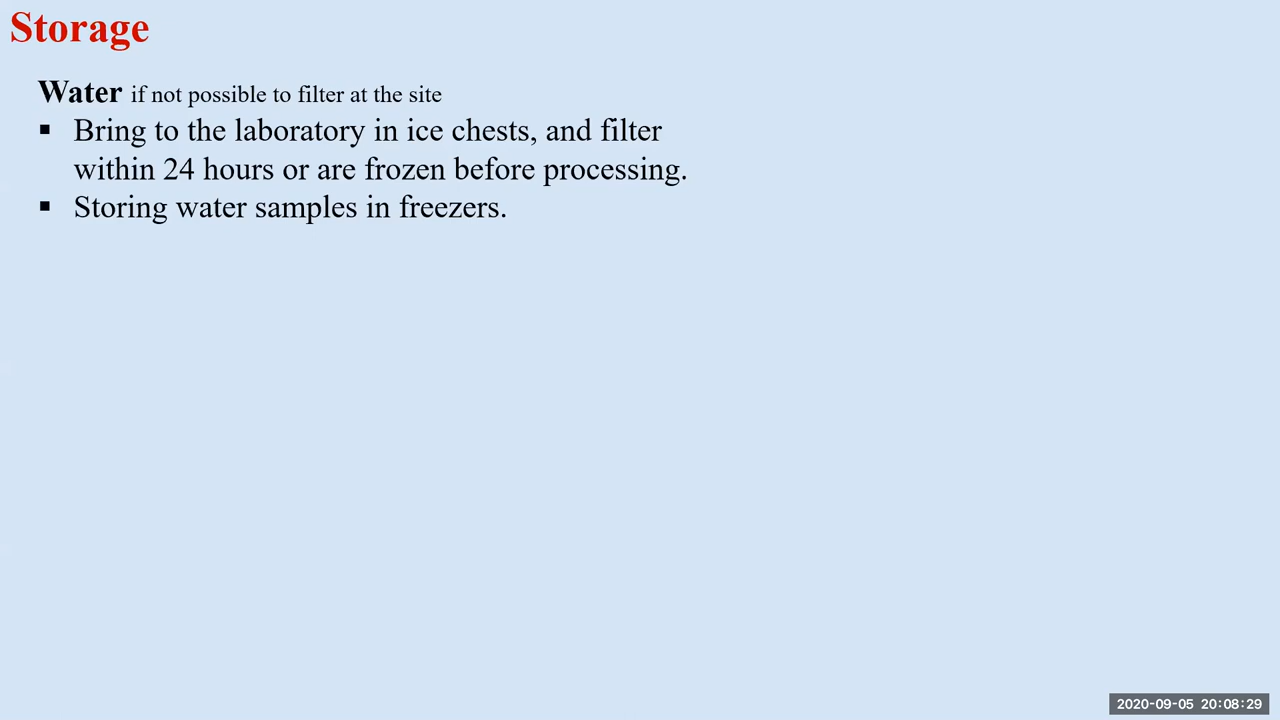 Storage
Water if not possible to filter at the site
▪ Bring to the laboratory in ice chests, and filter
within 24 hours or are frozen before processing.
▪ Storing water samples in freezers.
2020-09-05 20:08:29